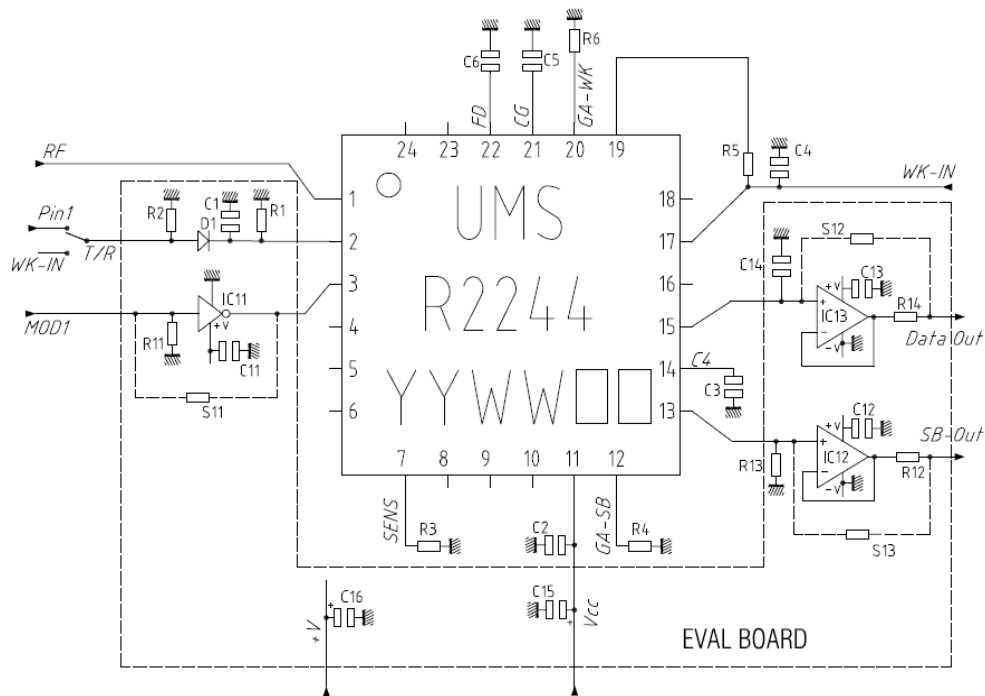 C6
C5
R6
FD
CG
GA-WK
24 23 22 21 20 19
RF
R5
C4
WK-IN
1
18
UMS
Pin1
R2
C1
R1
D1
T/R
2
17
WK-IN
S12
C14
3
16
R2244
MOD1
IC11
+V
R11
C11
S11
4
15
+V
C13
+
IC13
R14
-
-V
Data Out
5
14
C4
C3
YYWW
6
13
C12
+V
+
SB-Out
IC12
R12
R13
-
-V
S13
7 8 9 10 11 12
SENS
R3
C2
GA-SB
R4
+
C16
+V
C15
+
Vcc
EVAL BOARD